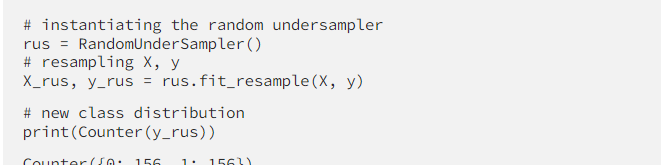 # instantiating the random undersampler
rus = RandomUnderSampler()
# resampling X, y
X_rus, y_rus = rus.fit_resample(X, y)
# new class distribution
print(Counter(y_rus))
Counter({0: 156, 1: 156})